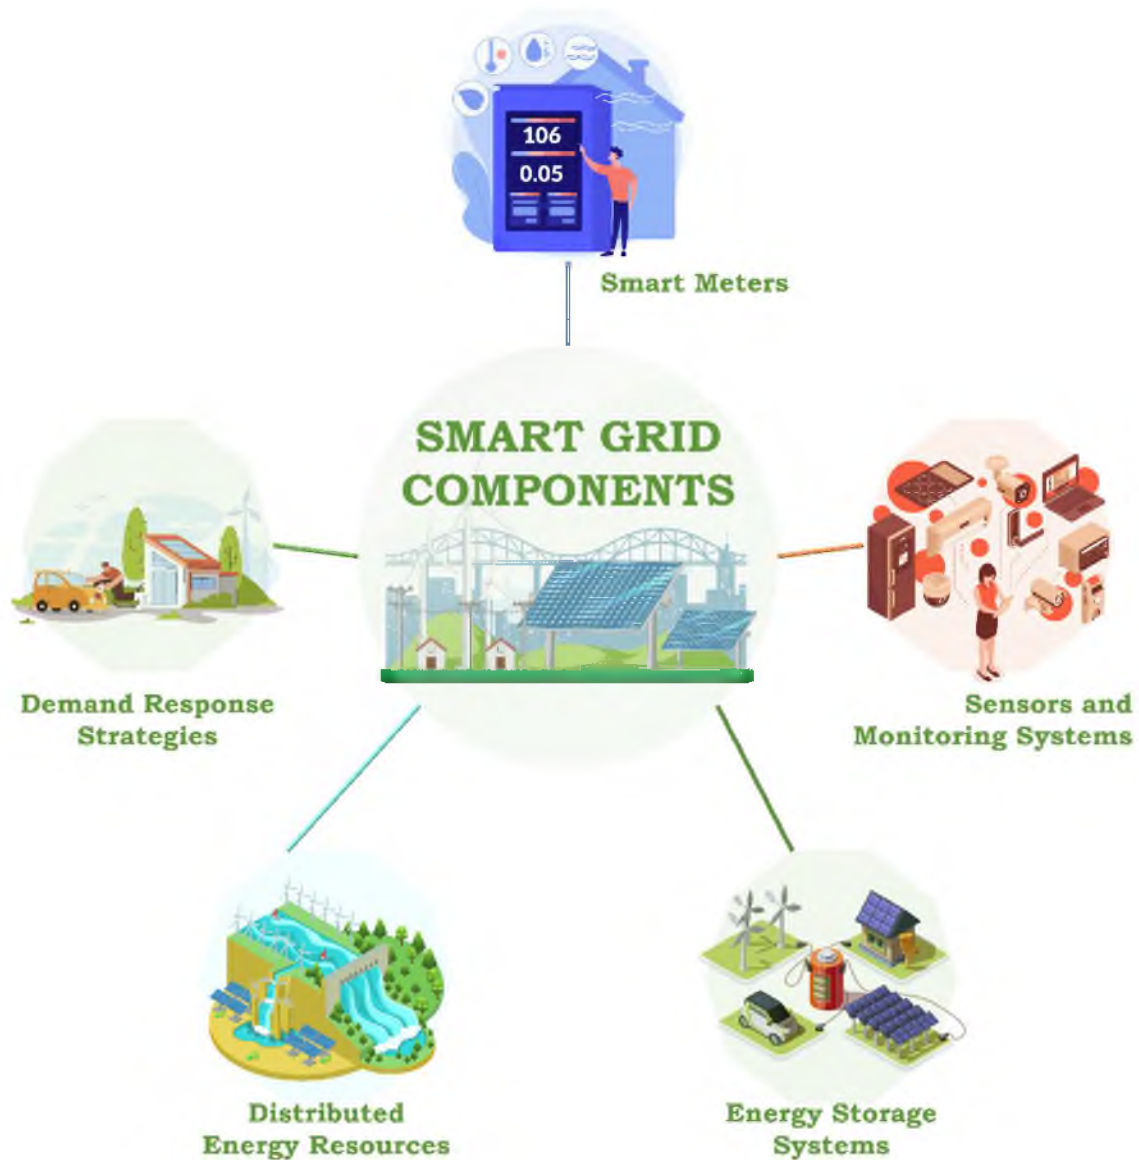 106
0.05
Smart Meters
SMART GRID
COMPONENTS
Demand Response
Strategies
Sensors and
Monitoring Systems
Distributed
Energy Resources
Energy Storage
Systems